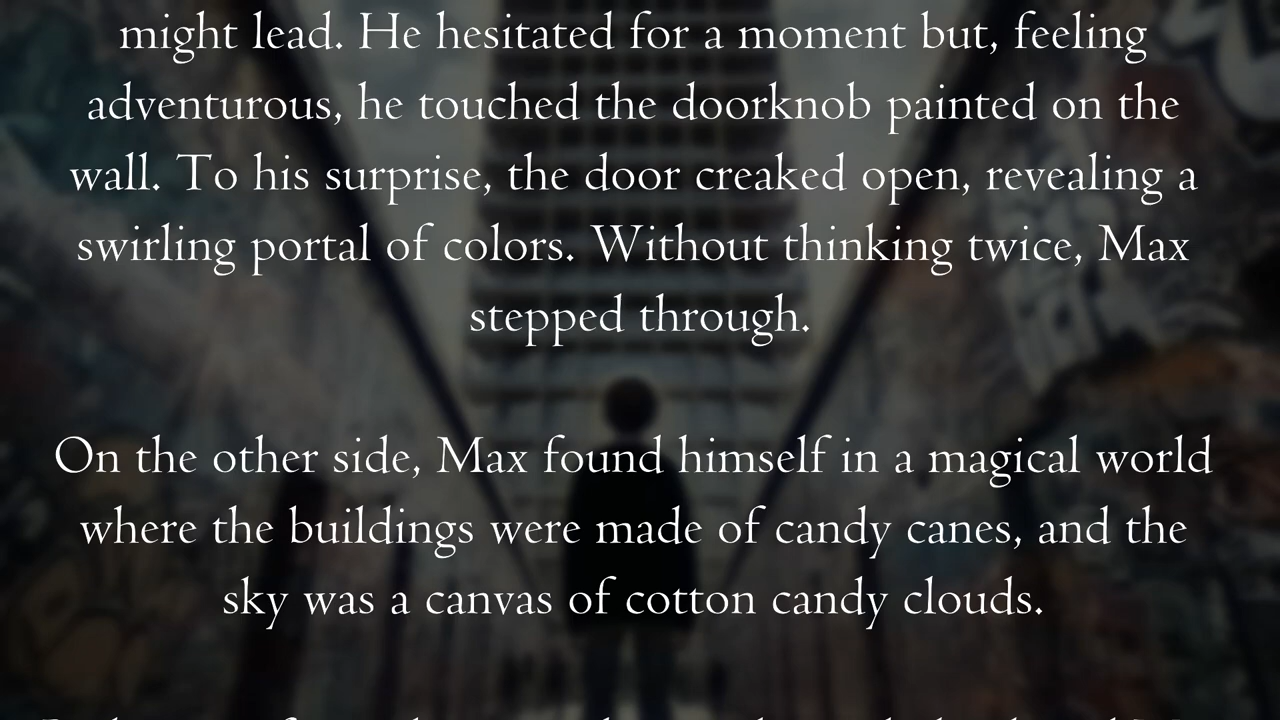 might lead. He hesitated for a moment but, feeling
adventurous, he touched the doorknob painted on the
wall. To his surprise, the door creaked open, revealing a
swirling portal of colors. Without thinking twice, Max
stepped through.
On the other side, Max found himself in a magical world
where the buildings were made of candy canes, and the
sky was a canvas of cotton candy clouds.